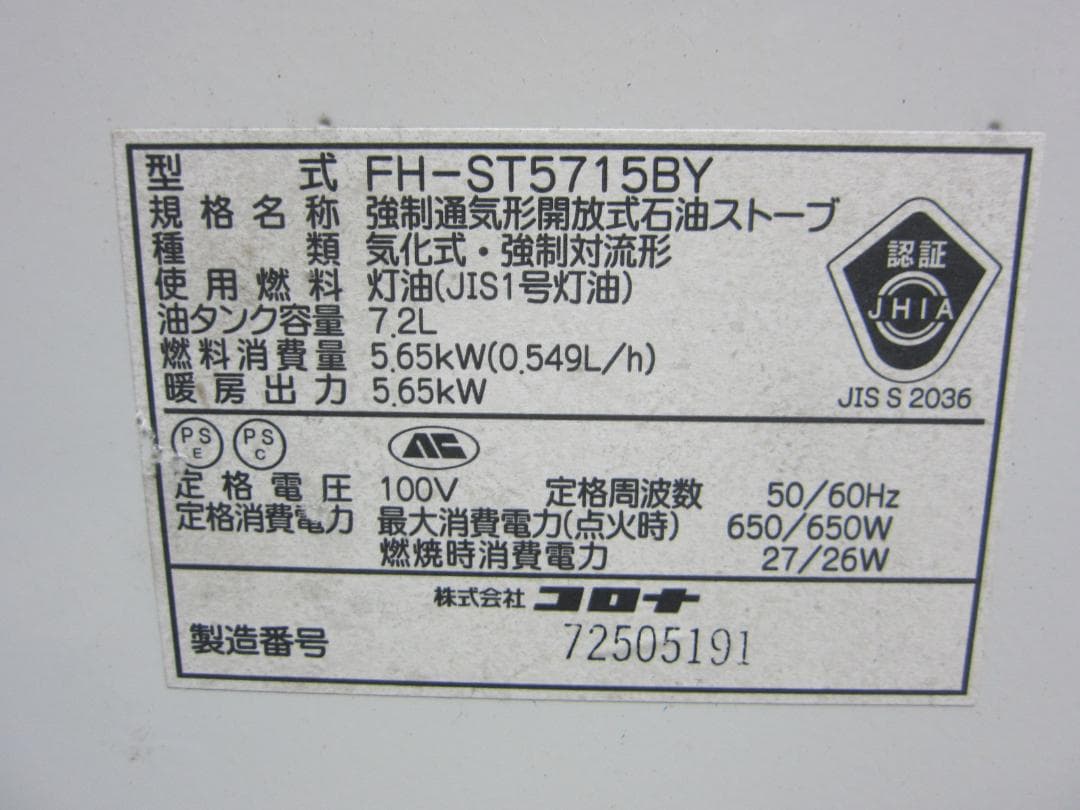 型式 FH-ST5715BY
規格名称 強制通気形開放式石油ストーブ
種類 気化式・強制対流形
使用燃料 灯油(JIS1号灯油)
油タンク容量 7.2L
燃料消費量 5.65kW(0.549L/h)
暖房出力 5.65kW
認証
JHIA
JIS S 2036
PSE PSC
定格電圧 100V 定格周波数 50/60Hz
定格消費電力 最大消費電力(点火時) 650/650W
燃焼時消費電力 27/26W
株式会社 コロナ
製造番号 72505191